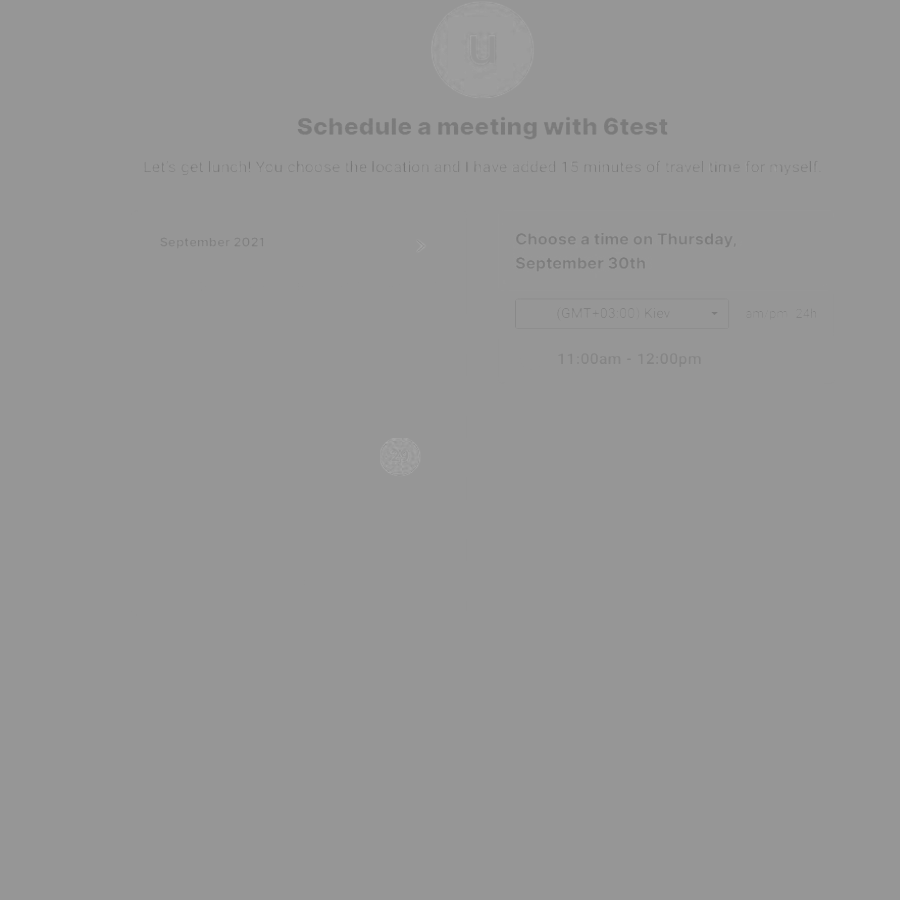 u
Schedule a meeting with 6test
Let's get lunch! You choose the location and I have added 15 minutes of travel time for myself.
September 2021
Choose a time on Thursday,
September 30th
(GMT+03:00) Kiev
am/pm 24h
11:00am - 12:00pm